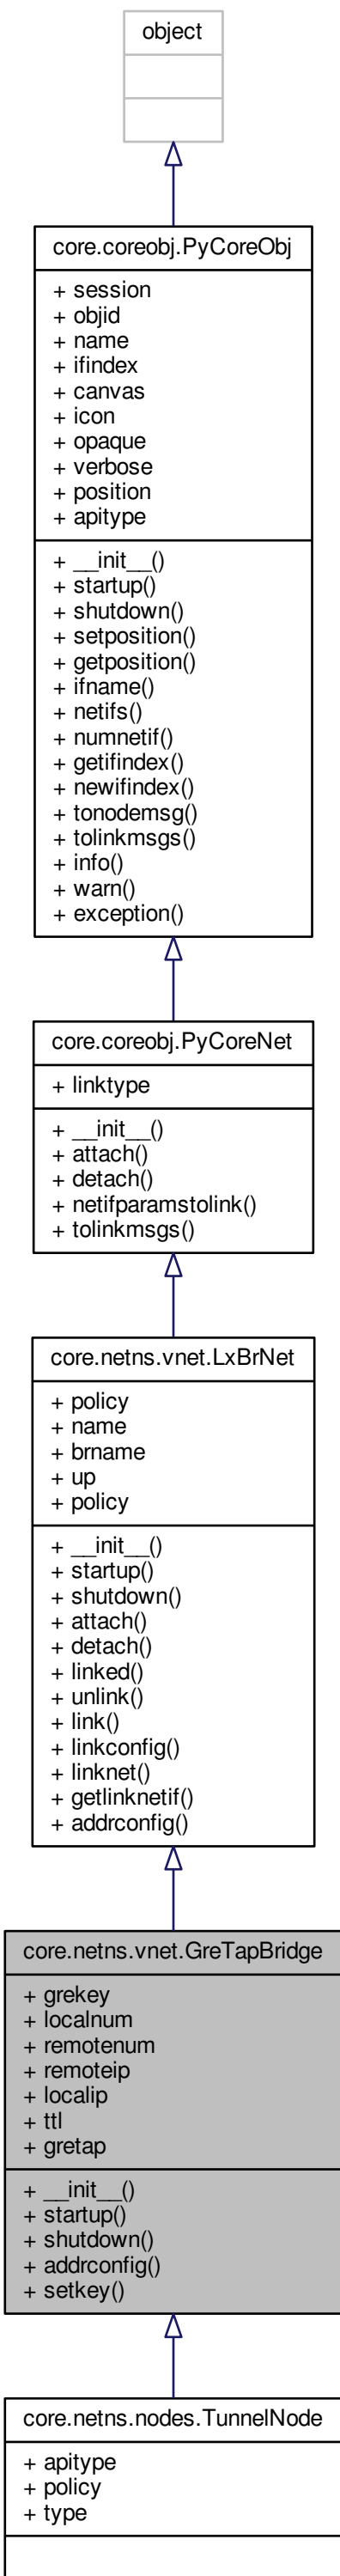 object
core.coreobj.PyCoreObj
+ session
+ objid
+ name
+ ifindex
+ canvas
+ icon
+ opaque
+ verbose
+ position
+ apitype
+ __init__()
+ startup()
+ shutdown()
+ setposition()
+ getposition()
+ ifname()
+ netifs()
+ numnetif()
+ getifindex()
+ newifindex()
+ tonodemsg()
+ tolinkmsgs()
+ info()
+ warn()
+ exception()
core.coreobj.PyCoreNet
+ linktype
+ __init__()
+ attach()
+ detach()
+ netifparamstolink()
+ tolinkmsgs()
core.netns.vnet.LxBrNet
+ policy
+ name
+ brname
+ up
+ policy
+ __init__()
+ startup()
+ shutdown()
+ attach()
+ detach()
+ linked()
+ unlink()
+ link()
+ linkconfig()
+ linknet()
+ getlinknetif()
+ addrconfig()
core.netns.vnet.GreTapBridge
+ grekey
+ localnum
+ remotenum
+ remoteip
+ localip
+ ttl
+ gretap
+ __init__()
+ startup()
+ shutdown()
+ addrconfig()
+ setkey()
core.netns.nodes.TunnelNode
+ apitype
+ policy
+ type